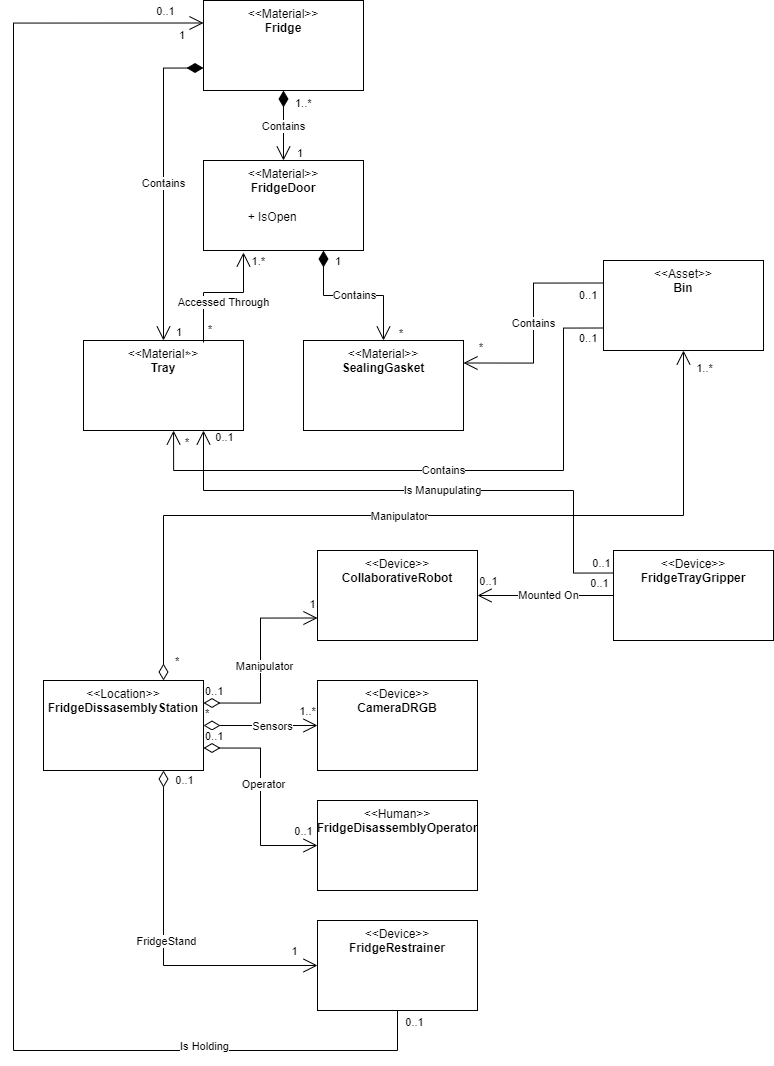 0..1
<<Material>>
Fridge
1
1..*
Contains
1
<<Material>>
FridgeDoor
+ IsOpen
Contains
1..*
1
<<Asset>>
Bin
0..1
Contains
Accessed Through
Contains
0..1
*
1
*
*
<<Material>>
Tray
<<Material>>
SealingGasket
*
*
0..1
Contains
Is Manupulating
Manipulator
1..*
<<Device>>
CollaborativeRobot
0..1
0..1
0..1
<<Device>>
FridgeTrayGripper
Mounted On
1
*
Manipulator
<<Location>>
FridgeDissasemblyStation
0..1
*
0..1
Sensors
1..*
<<Device>>
CameraDRGB
0..1
Operator
0..1
<<Human>>
FridgeDisassemblyOperator
FridgeStand
1
<<Device>>
FridgeRestrainer
0..1
Is Holding